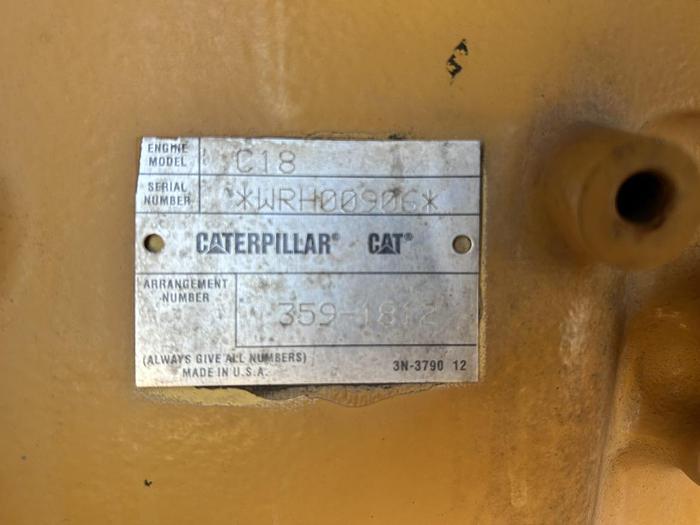 ENGINE MODEL C18
SERIAL NUMBER *WRH00906*
CATERPILLAR® CAT®
ARRANGEMENT NUMBER
359-1812
(ALWAYS GIVE ALL NUMBERS)
MADE IN U.S.A.
3N-3790 12